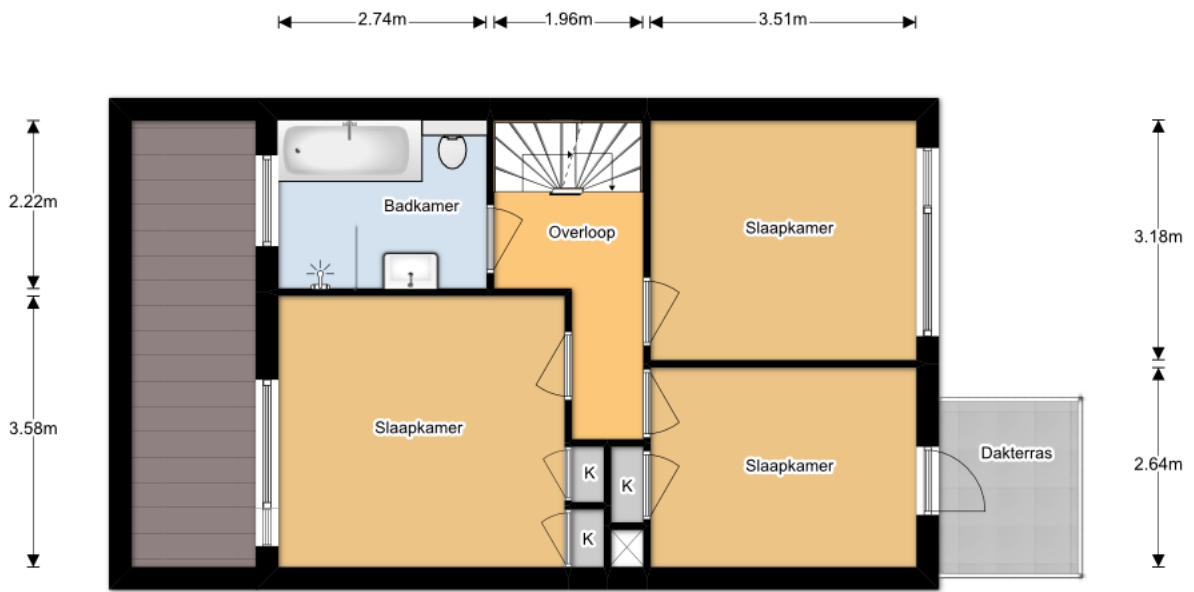 2.74m
1.96m
3.51m
2.22m
3.58m
Badkamer
Overloop
Slaapkamer
3.18m
Slaapkamer
Slaapkamer
Dakterras
2.64m
K
K
K